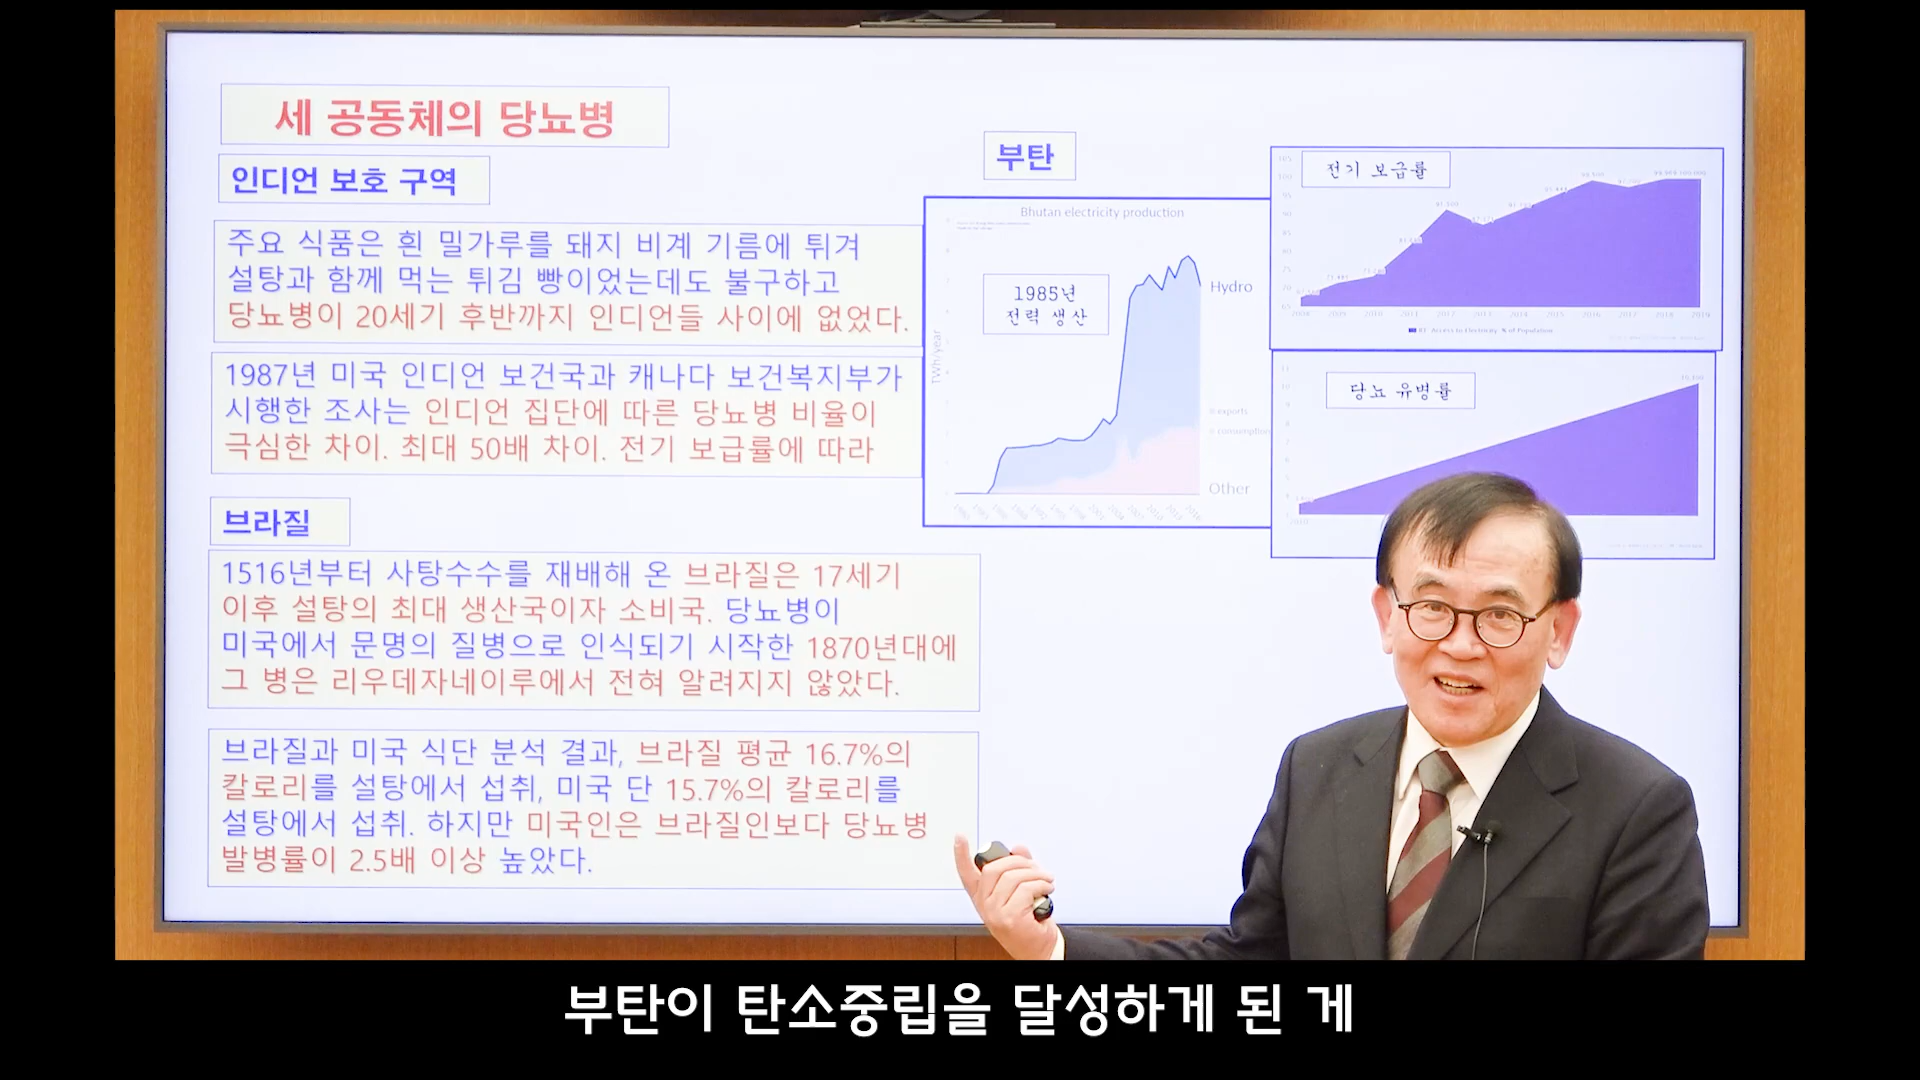 세 공동체의 당뇨병
인디언 보호 구역
주요 식품은 흰 밀가루를 돼지 비계 기름에 튀겨
설탕과 함께 먹는 튀김 빵이었는데도 불구하고
당뇨병이 20세기 후반까지 인디언들 사이에 없었다.
1987년 미국 인디언 보건국과 캐나다 보건복지부가
시행한 조사는 인디언 집단에 따른 당뇨병 비율이
극심한 차이. 최대 50배 차이. 전기 보급률에 따라
브라질
1516년부터 사탕수수를 재배해 온 브라질은 17세기
이후 설탕의 최대 생산국이자 소비국. 당뇨병이
미국에서 문명의 질병으로 인식되기 시작한 1870년대에
그 병은 리우데자네이루에서 전혀 알려지지 않았다.
브라질과 미국 식단 분석 결과, 브라질 평균 16.7%의
칼로리를 설탕에서 섭취, 미국 단 15.7%의 칼로리를
설탕에서 섭취. 하지만 미국인은 브라질인보다 당뇨병
발병률이 2.5배 이상 높았다.
부탄
Bhutan electricity production
1985년
전력 생산
TWh/year
Hydro
exports
consumption
Other
전기 보급률
Access to Electricity % of Population
당뇨 유병률
부탄이 탄소중립을 달성하게 된 게